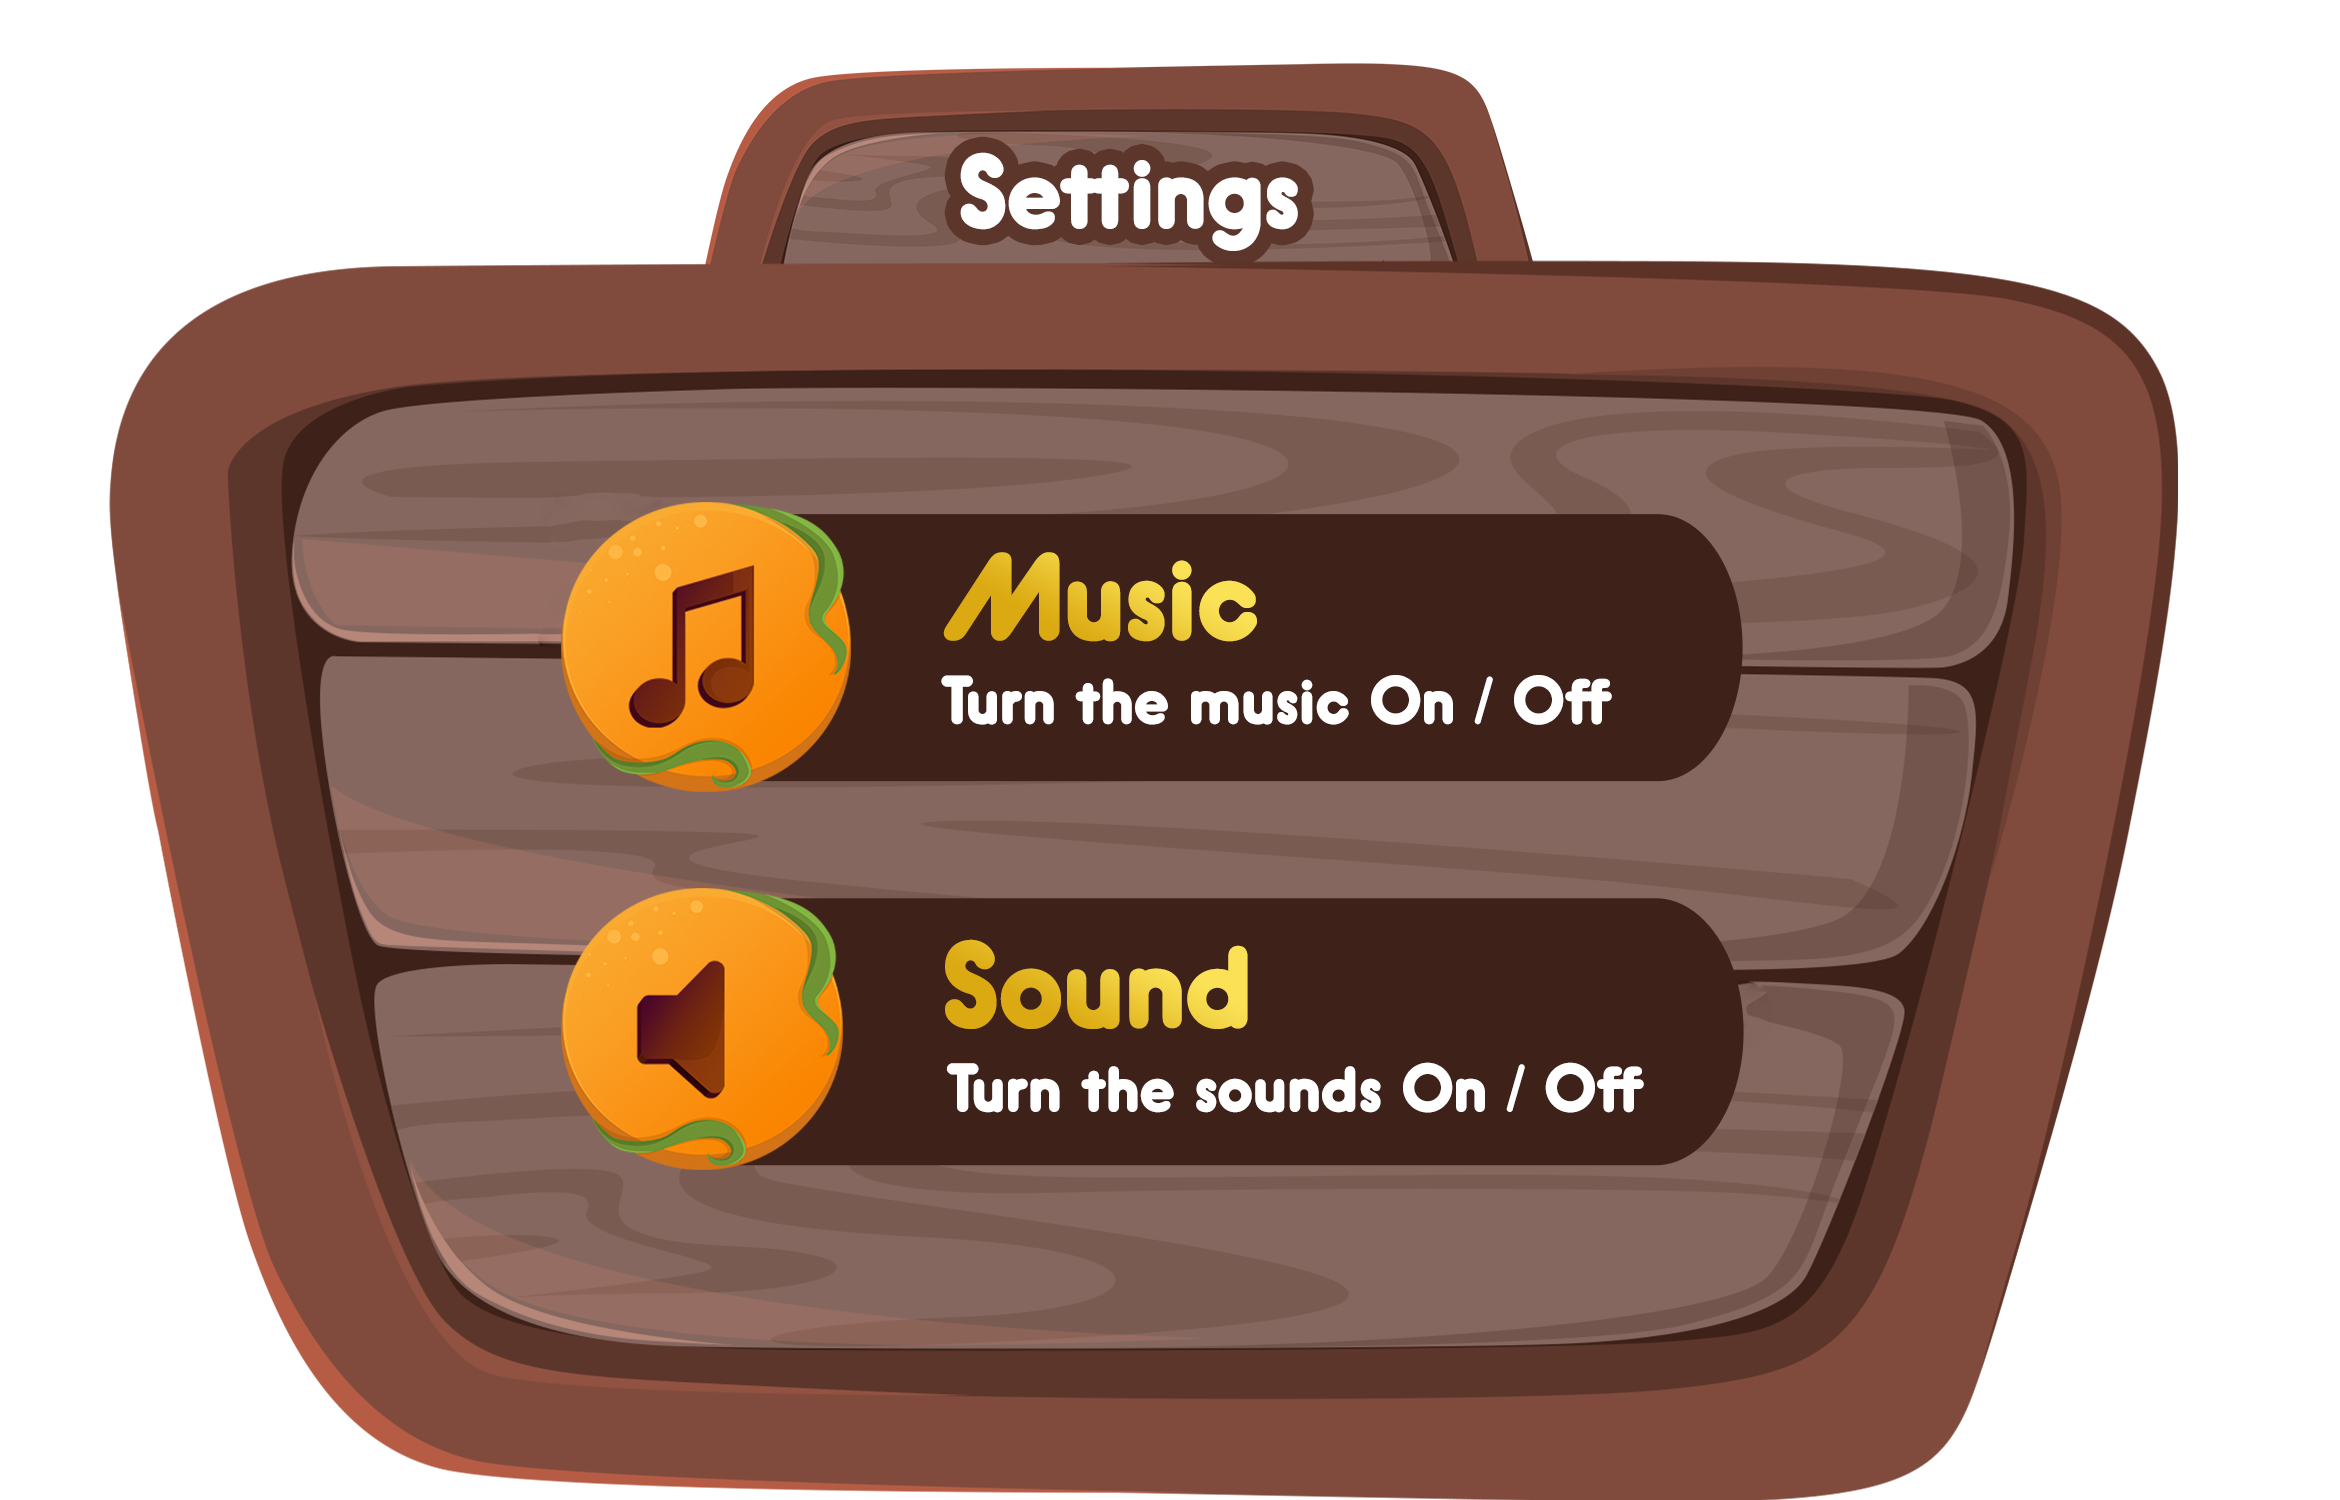 Settings
Music
Turn the music On / Off
Sound
Turn the sounds On / Off